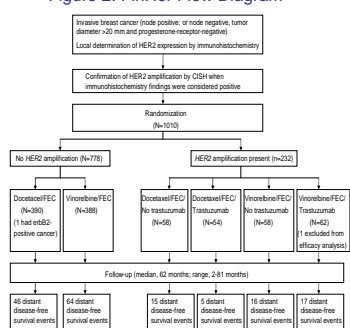 Figure 2. FinHer Flow Diagram
Invasive breast cancer (node positive; or node negative, tumor
diameter >20 mm and progesterone-receptor-negative)
Local determination of HER2 expression by immunohistochemistry
Confirmation of HER2 amplification by CISH when
immunohistochemistry findings were considered positive
Randomization
(N=1010)
No HER2 amplification (N=778)
HER2 amplification present (n=232)
Docetacel/FEC
(N=390)
(1 had erbB2-
positive cancer)
Vinorelbine/FEC
(N=388)
Docetaxel/FEC/
No trastuzumab
(N=58)
Docetaxel/FEC/
Trastuzumab
(N=54)
Vinorelbine/FEC/
No trastuzumab
(N=58)
Vinorelbine/FEC/
Trastuzumab
(N=62)
(1 excluded from
efficacy analysis)
Follow-up (median, 62 months; range, 2-81 months)
46 distant
disease-free
survival events
64 distant
disease-free
survival events
15 distant
disease-free
survival events
5 distant
disease-free
survival events
16 distant
disease-free
survival events
17 distant
disease-free
survival events